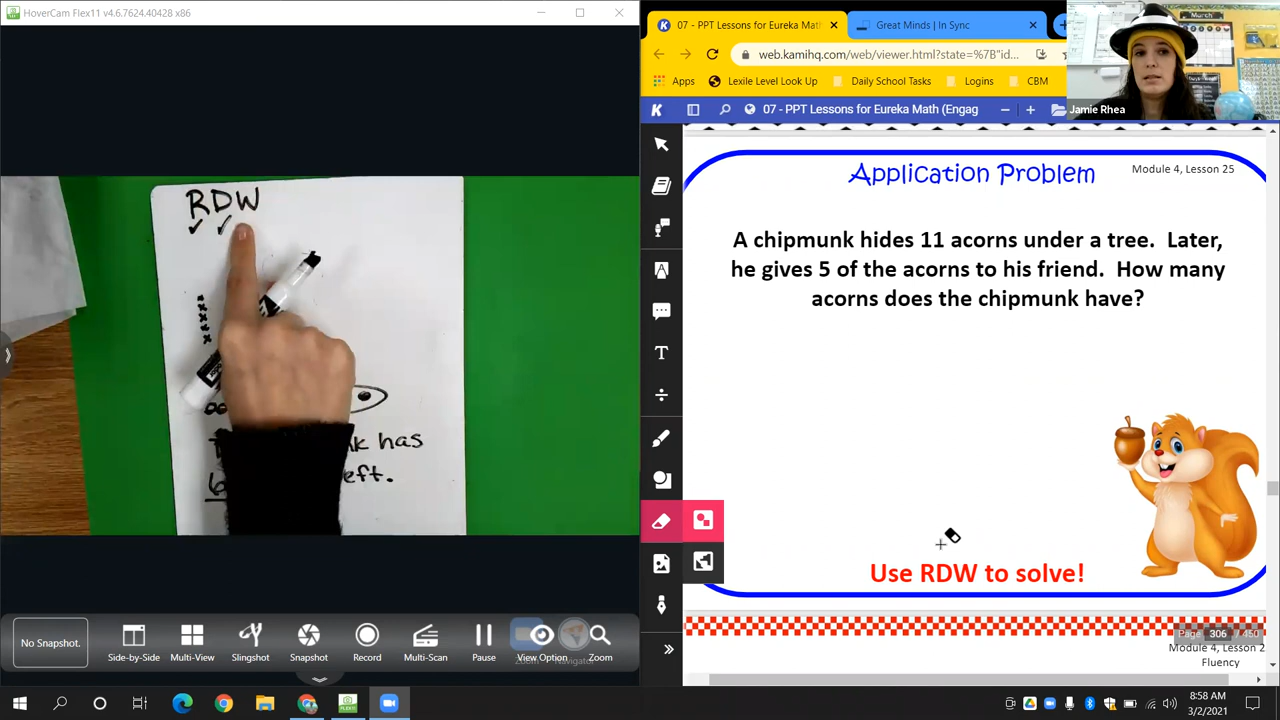 HoverCam Flex11 v4.6.7624.40428 x86
RDW
has
6
eft.
No Snapshot.
Side-by-Side
Multi-View
Slingshot
Snapshot
Record
Multi-Scan
Pause
View Option
Zoom
07 - PPT Lessons for Eureka Math
Great Minds | In Sync
web.kamihq.com/web/viewer.html?state=%7B"id...
Apps
Lexile Level Look Up
Daily School Tasks
Logins
CBM
March
Jamie Rhea
07 - PPT Lessons for Eureka Math (Engag
Application Problem
Module 4, Lesson 25
A chipmunk hides 11 acorns under a tree. Later,
he gives 5 of the acorns to his friend. How many
acorns does the chipmunk have?
Use RDW to solve!
Page 306 / 450
Module 4, Lesson 2
Fluency
8:58 AM
3/2/2021